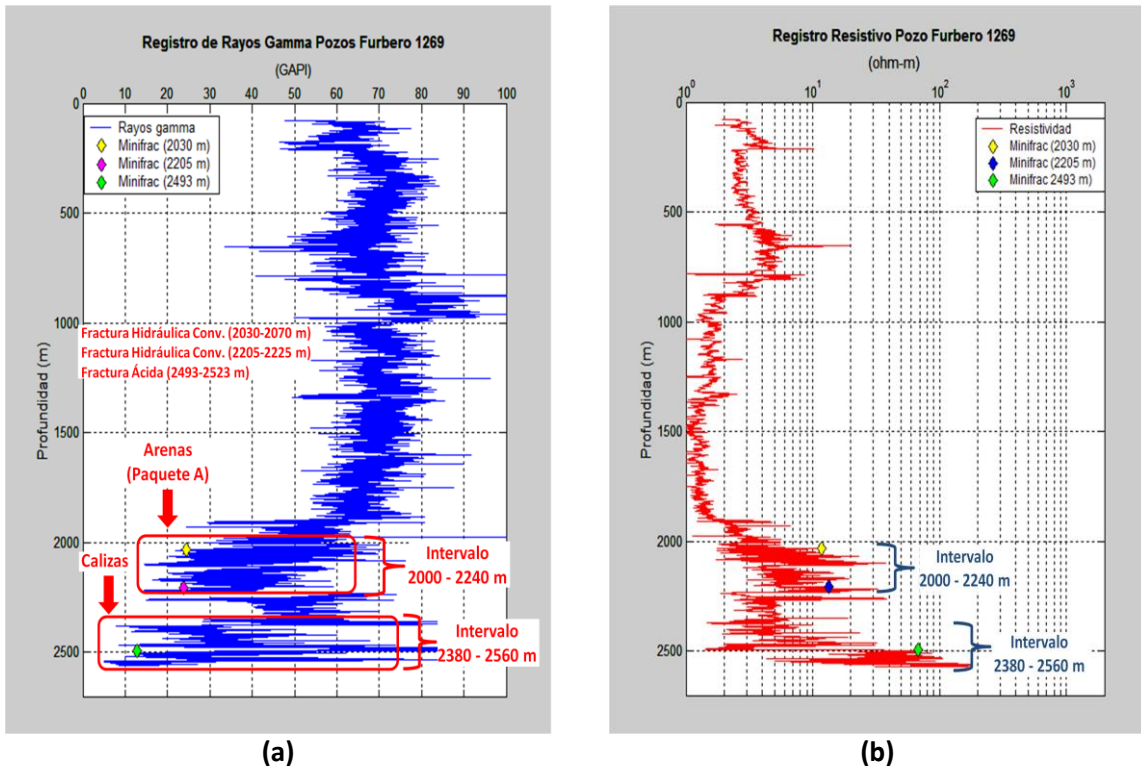 Registro de Rayos Gamma Pozos Furbero 1269
(GAPI)
0 10 20 30 40 50 60 70 80 90 100
0
500
1000
1500
2000
2500
Profundidad (m)
Rayos gamma
Minifrac (2030 m)
Minifrac (2205 m)
Minifrac (2493 m)
Fractura Hidráulica Conv. (2030-2070 m)
Fractura Hidráulica Conv. (2205-2225 m)
Fractura Ácida (2493-2523 m)
Arenas
(Paquete A)
Calizas
Intervalo
2000 - 2240 m
Intervalo
2380 - 2560 m
(a)
Registro Resistivo Pozo Furbero 1269
(ohm-m)
10^0 10^1 10^2 10^3
0
500
1000
1500
2000
2500
Profundidad (m)
Resistividad
Minifrac (2030 m)
Minifrac (2205 m)
Minifrac 2493 m)
Intervalo
2000 - 2240 m
Intervalo
2380 - 2560 m
(b)